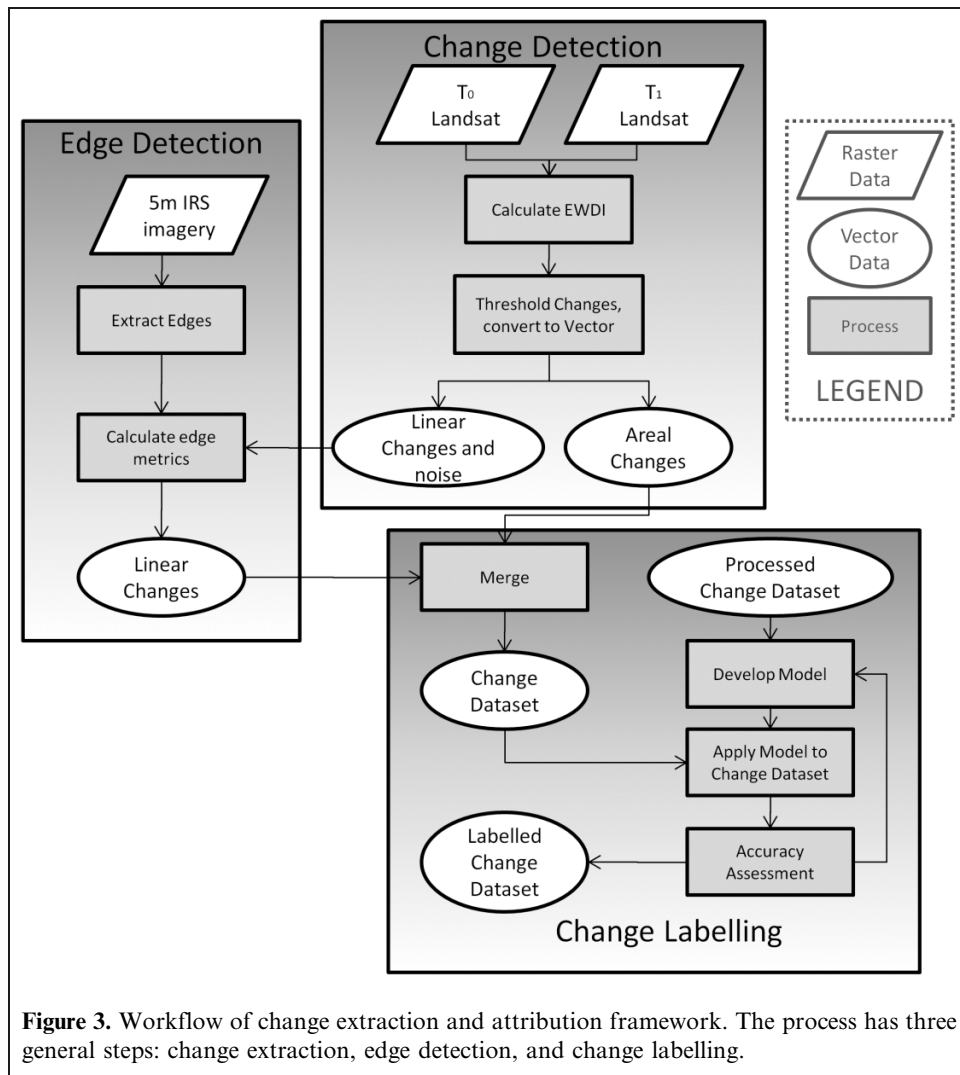 Change Detection
T₀
Landsat
T₁
Landsat
Calculate EWDI
Threshold Changes,
convert to Vector
Linear
Changes and
noise
Areal
Changes
Edge Detection
5m IRS
imagery
Extract Edges
Calculate edge
metrics
Linear
Changes
Raster
Data
Vector
Data
Process
LEGEND
Merge
Change
Dataset
Labelled
Change
Dataset
Processed
Change Dataset
Develop Model
Apply Model to
Change Dataset
Accuracy
Assessment
Change Labelling
Figure 3. Workflow of change extraction and attribution framework. The process has three
general steps: change extraction, edge detection, and change labelling.